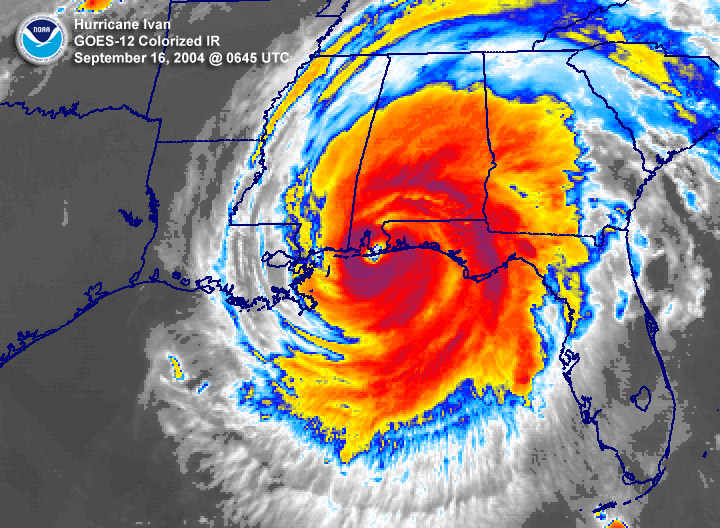 NOAA
Hurricane Ivan
GOES-12 Colorized IR
September 16, 2004 @ 0645 UTC